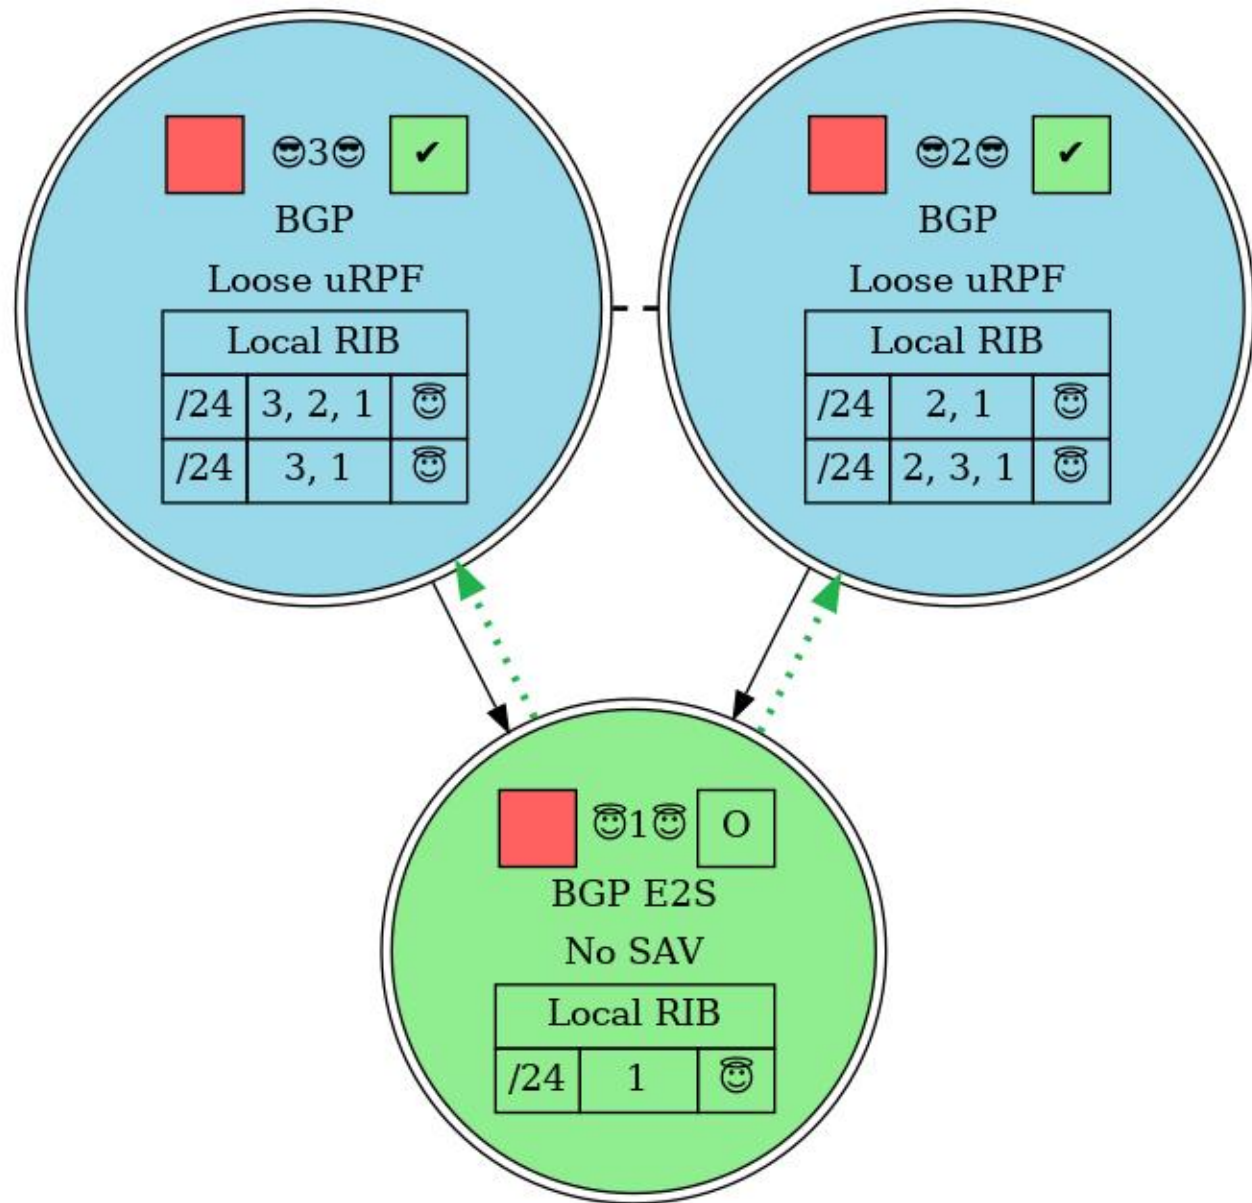 😎3😎 ✔
BGP
Loose uRPF
Local RIB
/24 3, 2, 1 😇
/24 3, 1 😇
😎2😎 ✔
BGP
Loose uRPF
Local RIB
/24 2, 1 😇
/24 2, 3, 1 😇
😇1😇 O
BGP E2S
No SAV
Local RIB
/24 1 😇